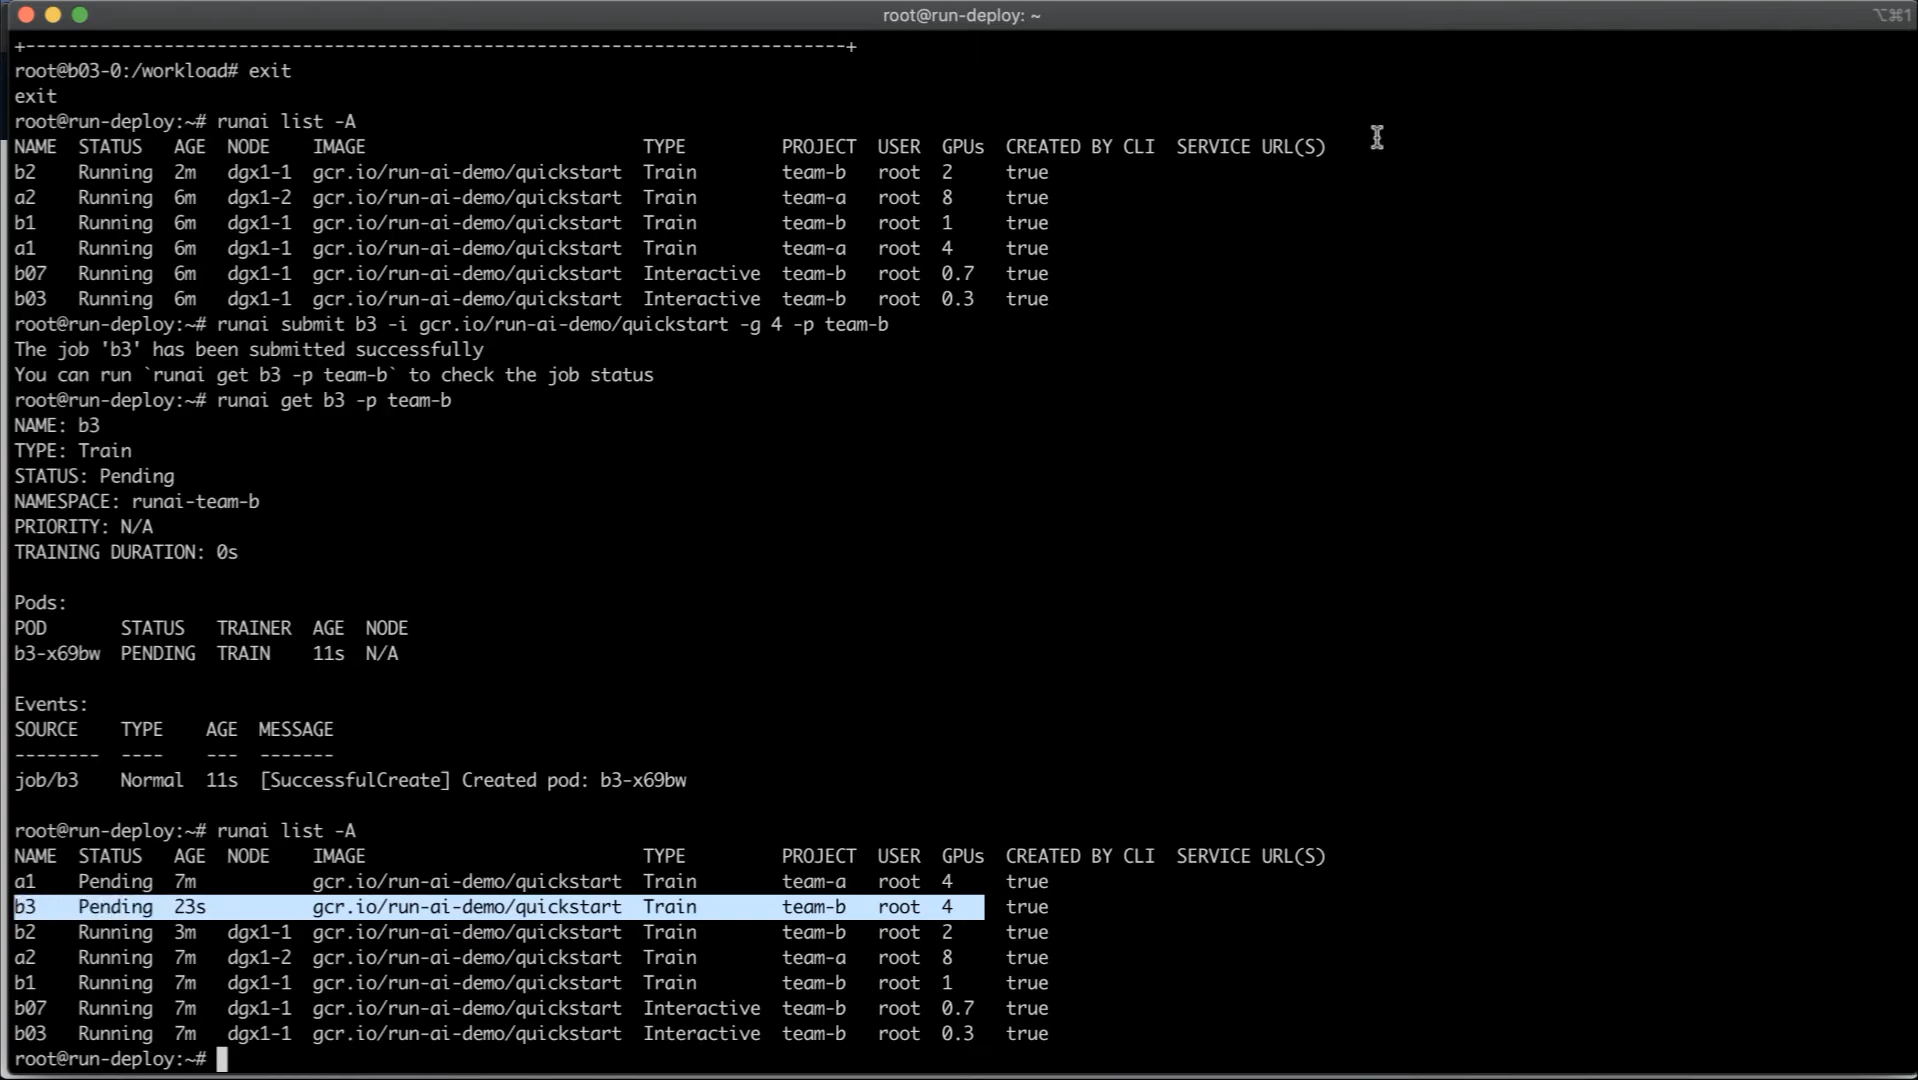 root@run-deploy: ~
⌥⌘1
+-----------------------------------------------------------------------------+
root@b03-0:/workload# exit
exit
root@run-deploy:~# runai list -A
NAME  STATUS   AGE  NODE    IMAGE                          TYPE         PROJECT  USER  GPUs  CREATED BY CLI  SERVICE URL(S)
b2    Running  2m   dgx1-1  gcr.io/run-ai-demo/quickstart  Train        team-b   root  2     true
a2    Running  6m   dgx1-2  gcr.io/run-ai-demo/quickstart  Train        team-a   root  8     true
b1    Running  6m   dgx1-1  gcr.io/run-ai-demo/quickstart  Train        team-b   root  1     true
a1    Running  6m   dgx1-1  gcr.io/run-ai-demo/quickstart  Train        team-a   root  4     true
b07   Running  6m   dgx1-1  gcr.io/run-ai-demo/quickstart  Interactive  team-b   root  0.7   true
b03   Running  6m   dgx1-1  gcr.io/run-ai-demo/quickstart  Interactive  team-b   root  0.3   true
root@run-deploy:~# runai submit b3 -i gcr.io/run-ai-demo/quickstart -g 4 -p team-b
The job 'b3' has been submitted successfully
You can run `runai get b3 -p team-b` to check the job status
root@run-deploy:~# runai get b3 -p team-b
NAME: b3
TYPE: Train
STATUS: Pending
NAMESPACE: runai-team-b
PRIORITY: N/A
TRAINING DURATION: 0s
Pods:
POD       STATUS   TRAINER  AGE  NODE
b3-x69bw  PENDING  TRAIN    11s  N/A
Events:
SOURCE    TYPE    AGE  MESSAGE
--------  ----    ---  -------
job/b3    Normal  11s  [SuccessfulCreate] Created pod: b3-x69bw
root@run-deploy:~# runai list -A
NAME  STATUS   AGE  NODE    IMAGE                          TYPE         PROJECT  USER  GPUs  CREATED BY CLI  SERVICE URL(S)
a1    Pending  7m           gcr.io/run-ai-demo/quickstart  Train        team-a   root  4     true
b3    Pending  23s          gcr.io/run-ai-demo/quickstart  Train        team-b   root  4     true
b2    Running  3m   dgx1-1  gcr.io/run-ai-demo/quickstart  Train        team-b   root  2     true
a2    Running  7m   dgx1-2  gcr.io/run-ai-demo/quickstart  Train        team-a   root  8     true
b1    Running  7m   dgx1-1  gcr.io/run-ai-demo/quickstart  Train        team-b   root  1     true
b07   Running  7m   dgx1-1  gcr.io/run-ai-demo/quickstart  Interactive  team-b   root  0.7   true
b03   Running  7m   dgx1-1  gcr.io/run-ai-demo/quickstart  Interactive  team-b   root  0.3   true
root@run-deploy:~#